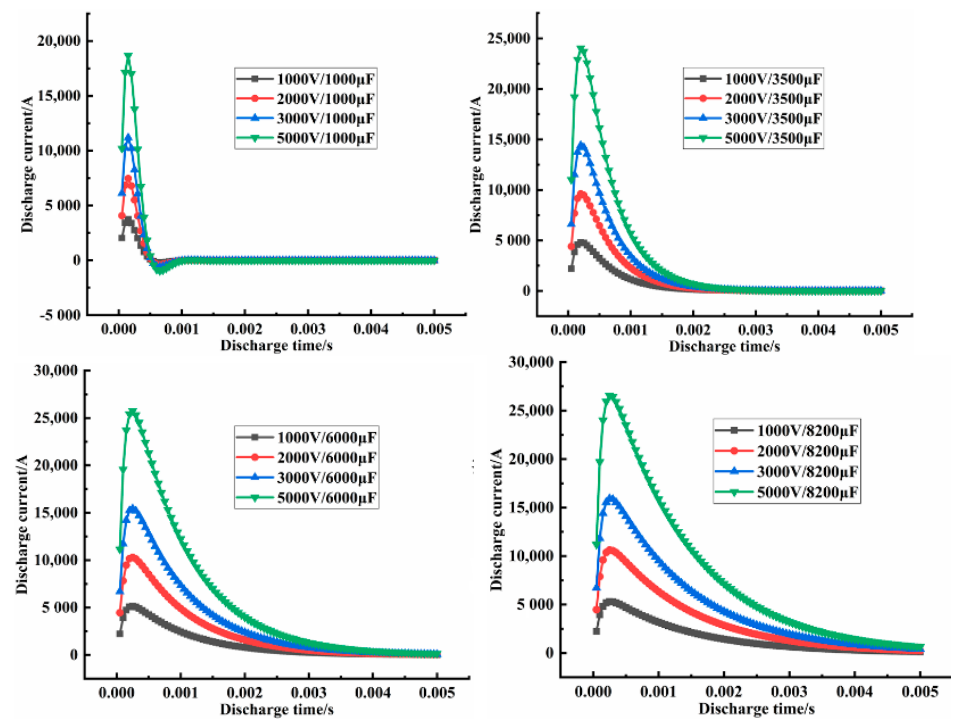 20,000
15,000
10,000
5 000
0
-5 000
Discharge current/A
1000V/1000μF
2000V/1000μF
3000V/1000μF
5000V/1000μF
0.000 0.001 0.002 0.003 0.004 0.005
Discharge time/s
25,000
20,000
15,000
10,000
5 000
0
Discharge current/A
1000V/3500μF
2000V/3500μF
3000V/3500μF
5000V/3500μF
0.000 0.001 0.002 0.003 0.004 0.005
Discharge time/s
30,000
25,000
20,000
15,000
10,000
5 000
0
Discharge current/A
1000V/6000μF
2000V/6000μF
3000V/6000μF
5000V/6000μF
0.000 0.001 0.002 0.003 0.004 0.005
Discharge time/s
30,000
25,000
20,000
15,000
10,000
5 000
0
Discharge current/A
1000V/8200μF
2000V/8200μF
3000V/8200μF
5000V/8200μF
0.000 0.001 0.002 0.003 0.004 0.005
Discharge time/s